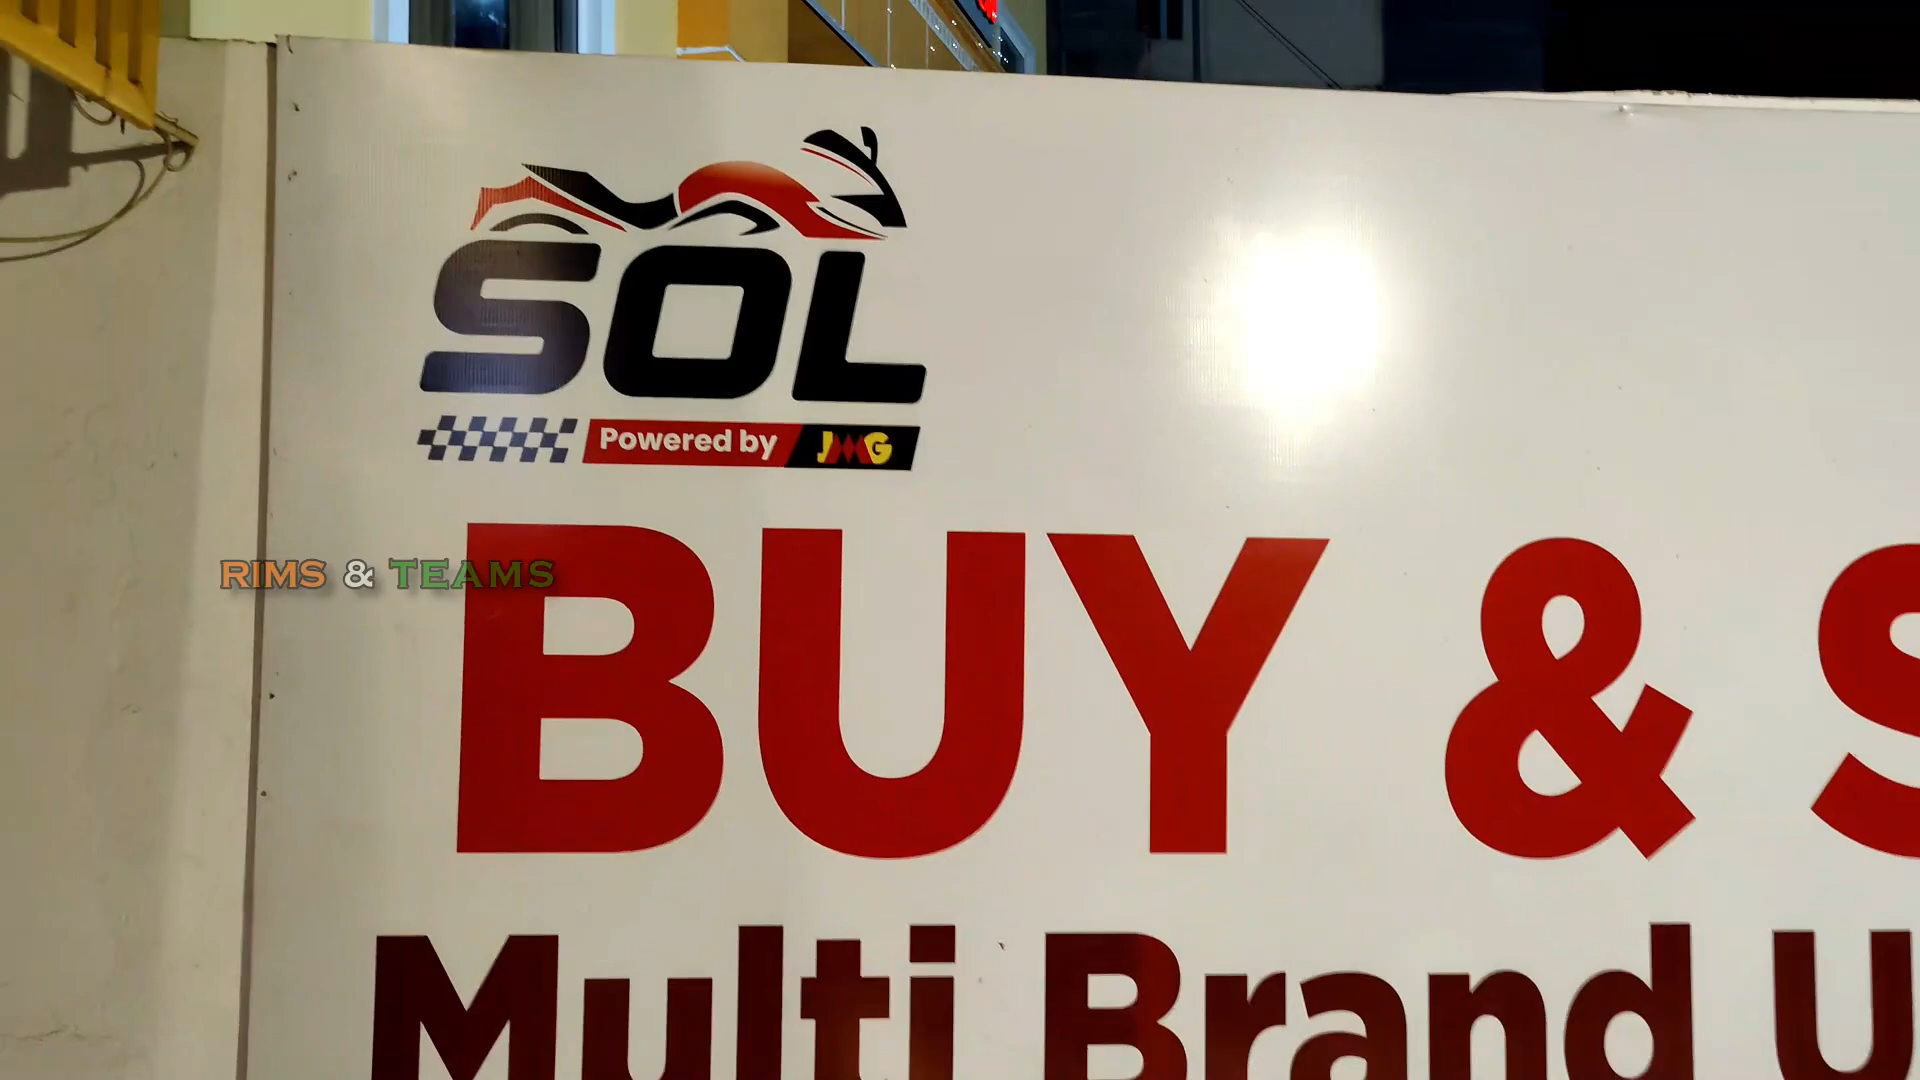 SOL
Powered by JMG
RIMS & TEAMS
BUY & S
Multi Brand U